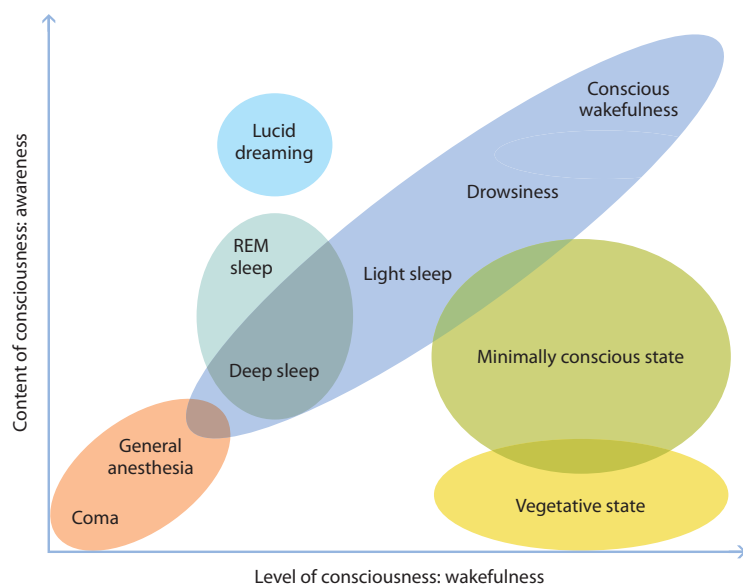 Content of consciousness: awareness
Conscious
wakefulness
Lucid
dreaming
Drowsiness
REM
sleep
Light sleep
Minimally conscious state
Deep sleep
General
anesthesia
Vegetative state
Coma
Level of consciousness: wakefulness